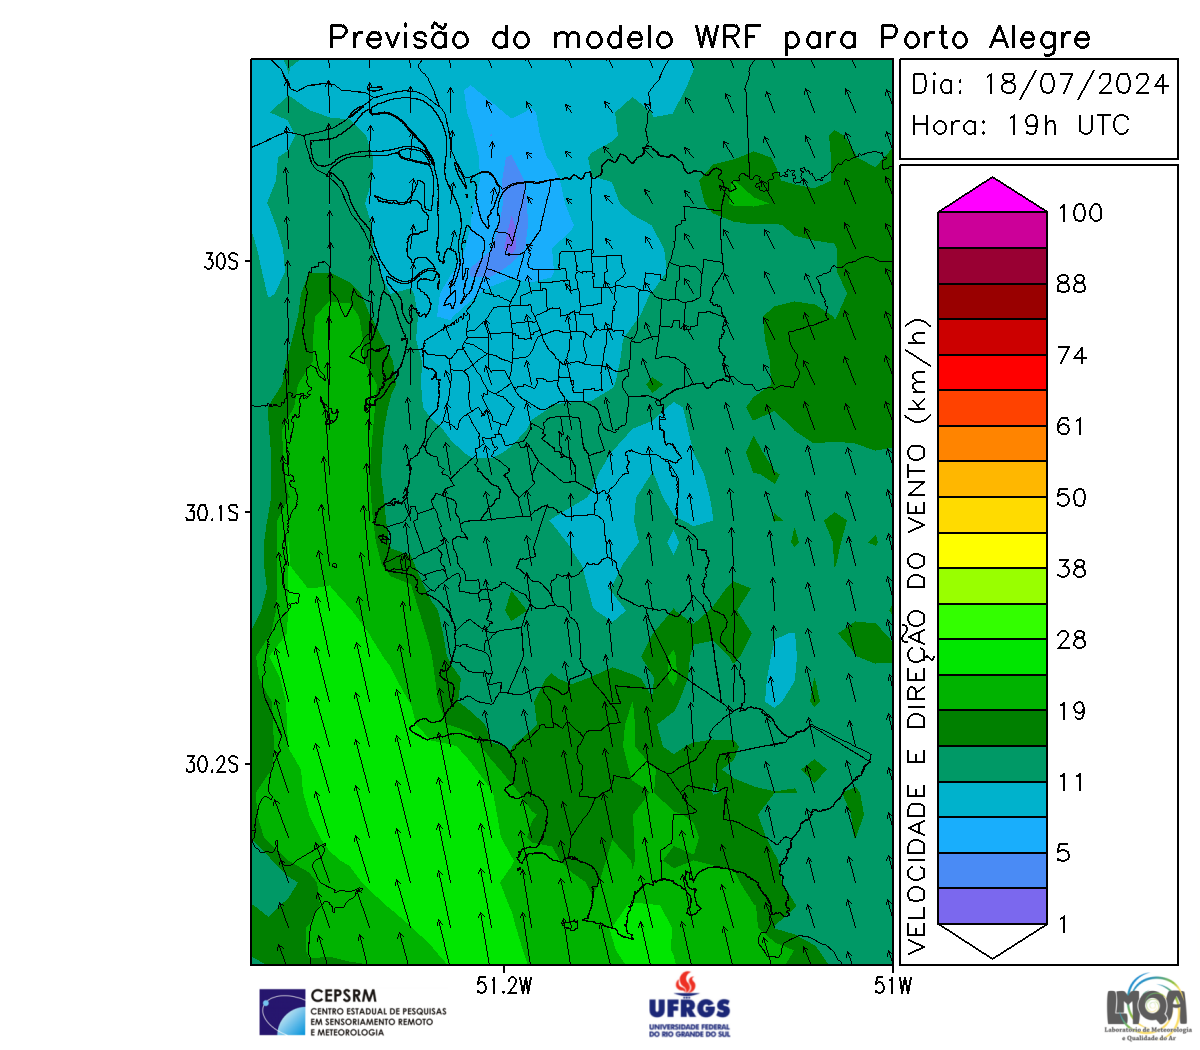 Previsão do modelo WRF para Porto Alegre
Dia: 18/07/2024
Hora: 19h UTC
30S
30.1S
30.2S
51.2W
51W
VELOCIDADE E DIREÇÃO DO VENTO (km/h)
100
88
74
61
50
38
28
19
11
5
1
CEPSRM
CENTRO ESTADUAL DE PESQUISAS
EM SENSORIAMENTO REMOTO
E METEOROLOGIA
UFRGS
UNIVERSIDADE FEDERAL
DO RIO GRANDE DO SUL
LMQA
Laboratório de Meteorologia
e Qualidade do Ar